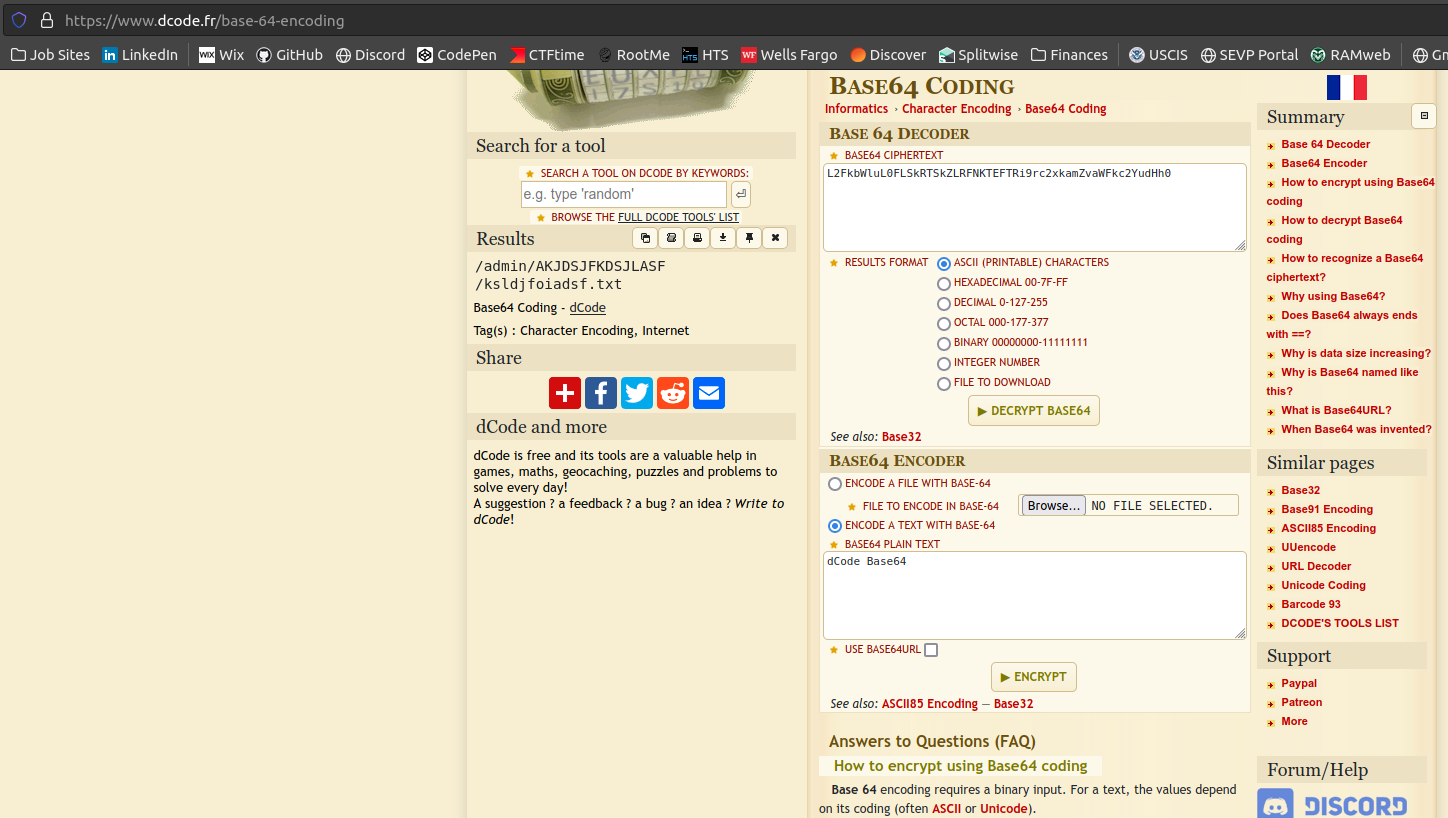 https://www.dcode.fr/base-64-encoding
Job Sites LinkedIn Wix GitHub Discord CodePen CTFtime RootMe HTS Wells Fargo Discover Splitwise Finances USCIS SEVP Portal RAMweb Gm
Search for a tool
SEARCH A TOOL ON DCODE BY KEYWORDS:
e.g. type 'random'
BROWSE THE FULL DCODE TOOLS' LIST
Results
/admin/AKJDSJFKDSJLASF
/ksldjfoiadsf.txt
Base64 Coding - dCode
Tag(s) : Character Encoding, Internet
Share
dCode and more
dCode is free and its tools are a valuable help in
games, maths, geocaching, puzzles and problems to
solve every day!
A suggestion ? a feedback ? a bug ? an idea ? Write to
dCode!
BASE64 CODING
Informatics › Character Encoding › Base64 Coding
BASE 64 DECODER
BASE64 CIPHERTEXT
L2FkbWluL0FLSkRTSkZLRFNKTEFTRi9rc2xkamZvaWFkc2YudHh0
RESULTS FORMAT ASCII (PRINTABLE) CHARACTERS
HEXADECIMAL 00-7F-FF
DECIMAL 0-127-255
OCTAL 000-177-377
BINARY 00000000-11111111
INTEGER NUMBER
FILE TO DOWNLOAD
▶ DECRYPT BASE64
See also: Base32
BASE64 ENCODER
ENCODE A FILE WITH BASE-64
FILE TO ENCODE IN BASE-64 Browse... NO FILE SELECTED.
ENCODE A TEXT WITH BASE-64
BASE64 PLAIN TEXT
dCode Base64
USE BASE64URL
▶ ENCRYPT
See also: ASCII85 Encoding — Base32
Answers to Questions (FAQ)
How to encrypt using Base64 coding
Base 64 encoding requires a binary input. For a text, the values depend
on its coding (often ASCII or Unicode).
Summary
Base 64 Decoder
Base64 Encoder
How to encrypt using Base64
coding
How to decrypt Base64
coding
How to recognize a Base64
ciphertext?
Why using Base64?
Does Base64 always ends
with ==?
Why is data size increasing?
Why is Base64 named like
this?
What is Base64URL?
When Base64 was invented?
Similar pages
Base32
Base91 Encoding
ASCII85 Encoding
UUencode
URL Decoder
Unicode Coding
Barcode 93
DCODE'S TOOLS LIST
Support
Paypal
Patreon
More
Forum/Help
DISCORD